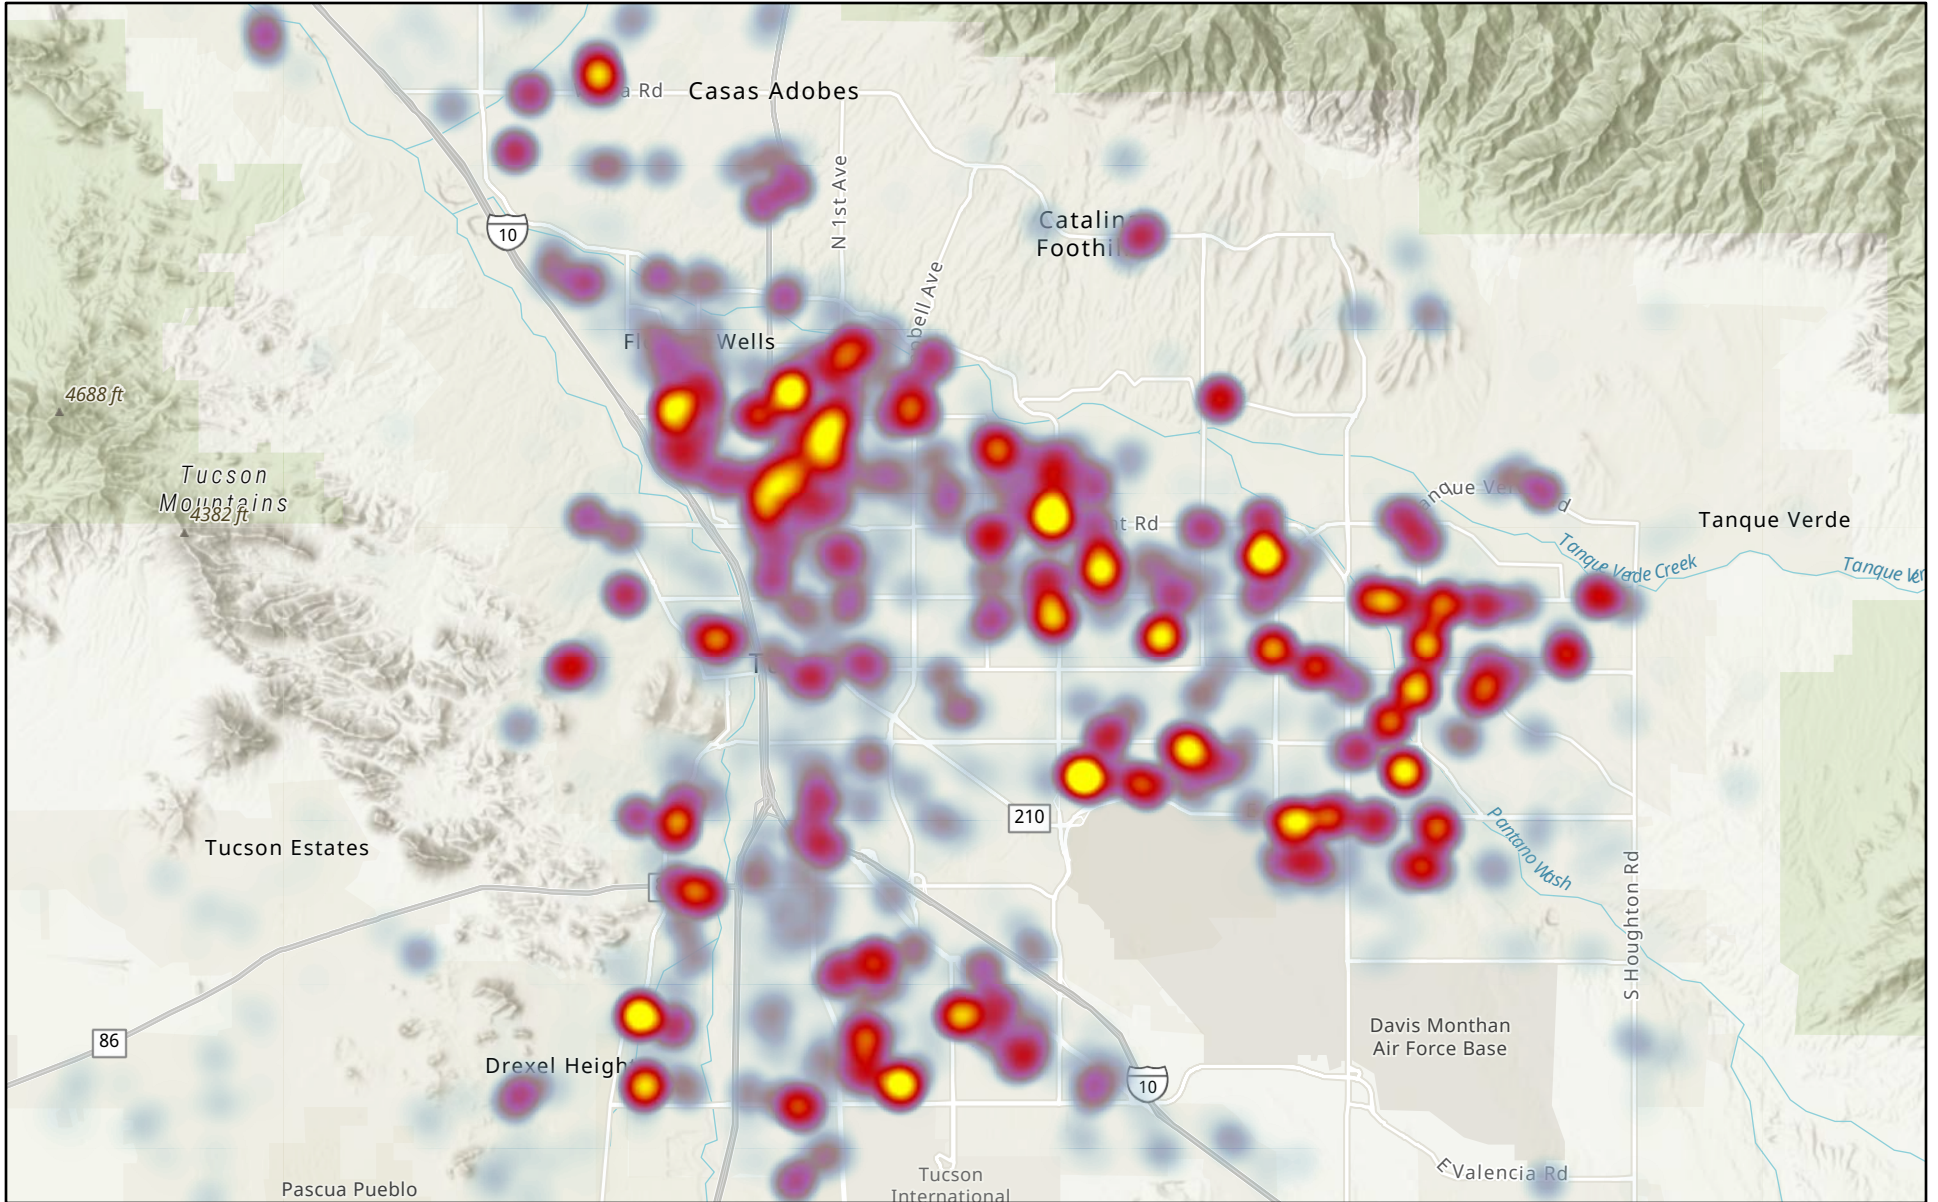 a Rd
Casas Adobes
N 1st Ave
10
Catalin
Foothil
bell Ave
Fl Wells
4688 ft
Tucson
Mountains
4382 ft
nt Rd
Tanque Verde
Tanque Verde Creek
T
210
Tucson Estates
Pantano Wash
S Houghton Rd
86
Davis Monthan
Air Force Base
Drexel Heigh
10
E Valencia Rd
Pascua Pueblo
Tucson
International